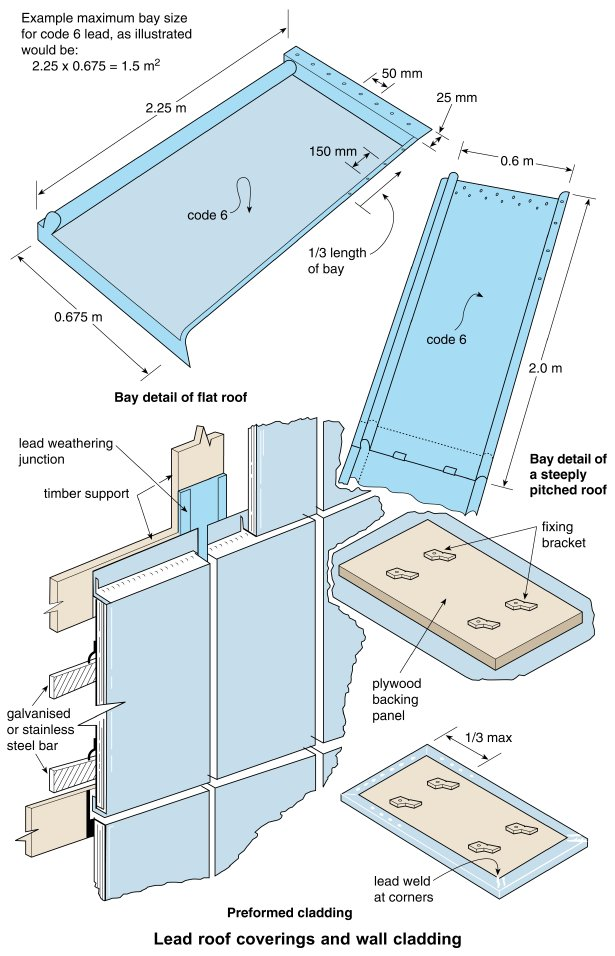 Example maximum bay size
for code 6 lead, as illustrated
would be:
2.25 x 0.675 = 1.5 m²
50 mm
2.25 m
25 mm
150 mm
0.6 m
code 6
1/3 length
of bay
0.675 m
code 6
2.0 m
Bay detail of flat roof
lead weathering
junction
timber support
Bay detail of
a steeply
pitched roof
fixing
bracket
plywood
backing
panel
galvanised
or stainless
steel bar
1/3 max
lead weld
at corners
Preformed cladding
Lead roof coverings and wall cladding